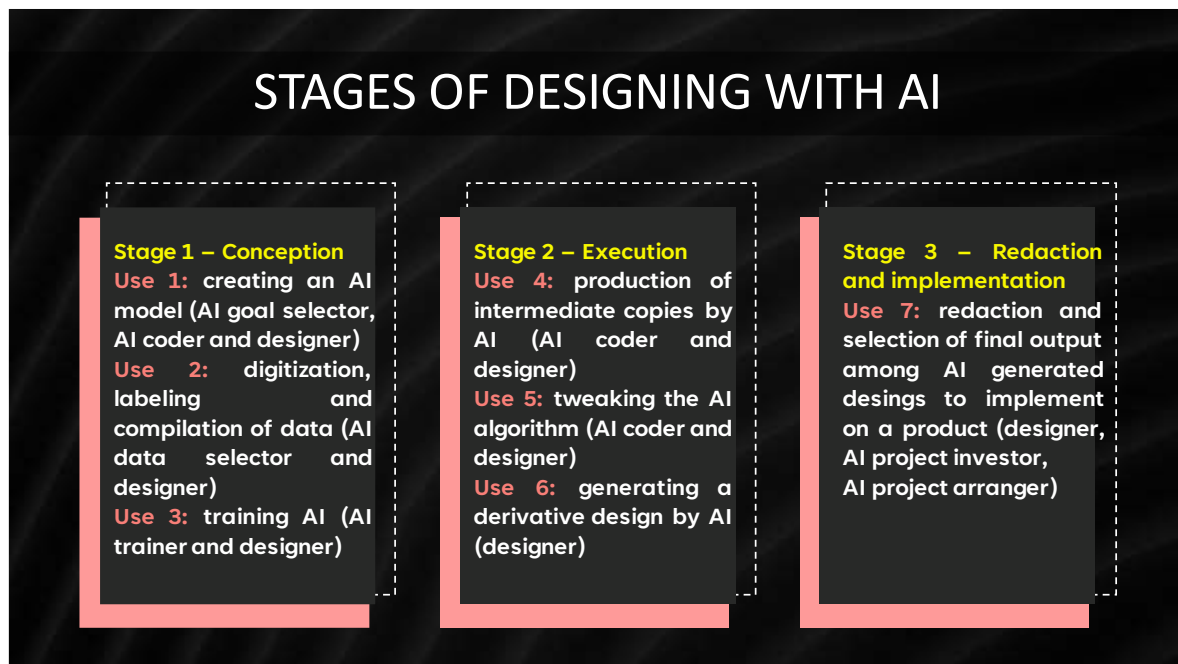 STAGES OF DESIGNING WITH AI
Stage 1 – Conception
Use 1: creating an AI
model (AI goal selector,
AI coder and designer)
Use 2: digitization,
labeling and
compilation of data (AI
data selector and
designer)
Use 3: training AI (AI
trainer and designer)
Stage 2 – Execution
Use 4: production of
intermediate copies by
AI (AI coder and
designer)
Use 5: tweaking the AI
algorithm (AI coder and
designer)
Use 6: generating a
derivative design by AI
(designer)
Stage 3 – Redaction
and implementation
Use 7: redaction and
selection of final output
among AI generated
desings to implement
on a product (designer,
AI project investor,
AI project arranger)